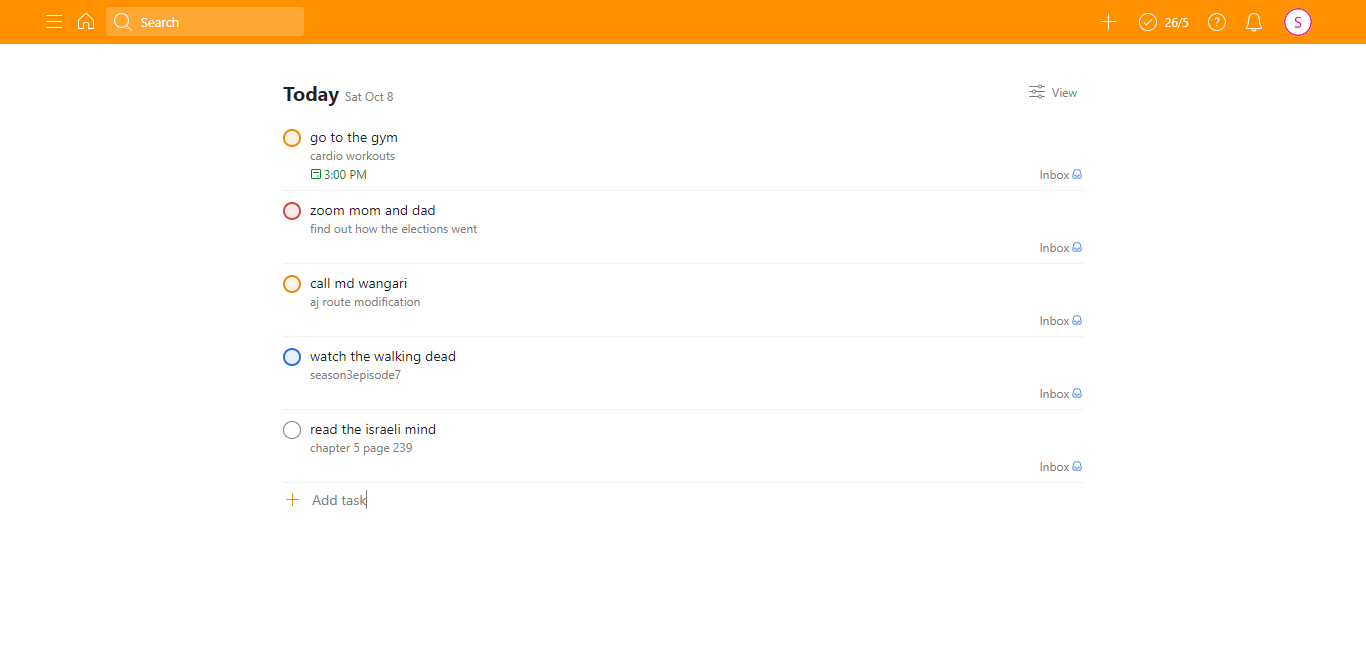 Search
26/5
?
S
Today Sat Oct 8
View
go to the gym
cardio workouts
3:00 PM
Inbox
zoom mom and dad
find out how the elections went
Inbox
call md wangari
aj route modification
Inbox
watch the walking dead
season3episode7
Inbox
read the israeli mind
chapter 5 page 239
Inbox
Add task